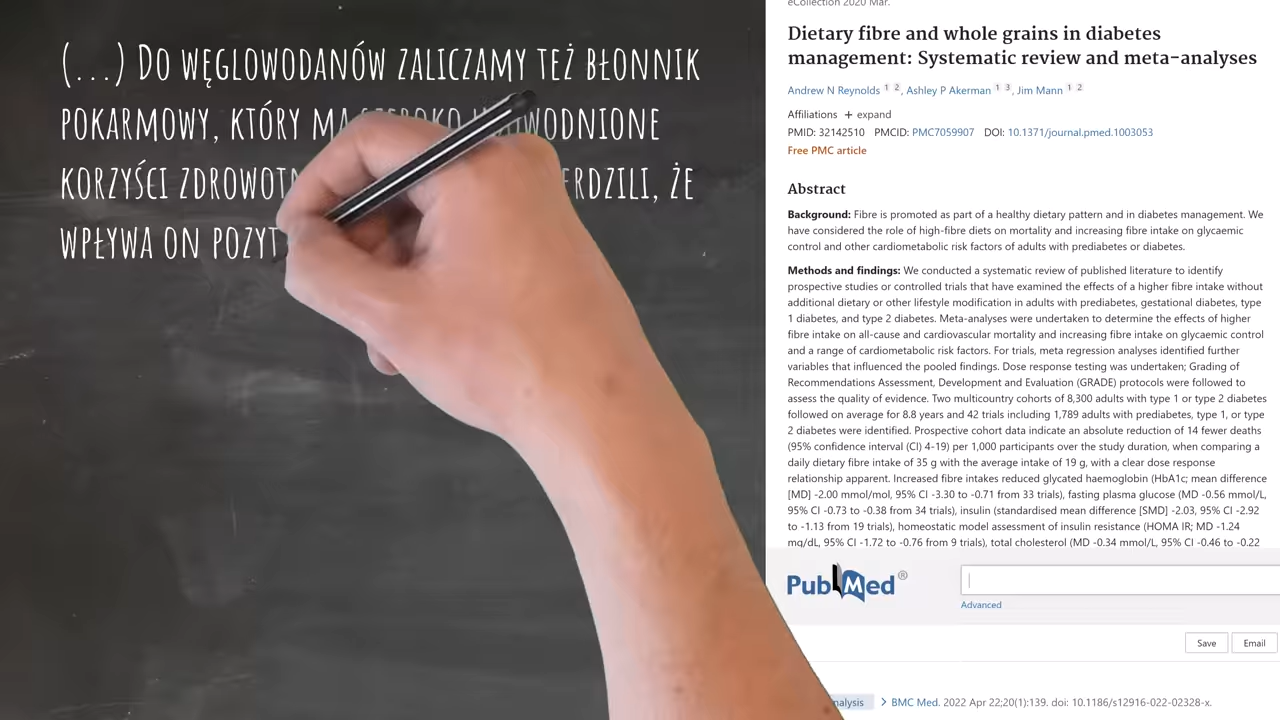 (...) Do węglowodanów zaliczamy też błonnik
pokarmowy, który ma
korzyści
wpływa on
eCollection 2020 Mar.
Dietary fibre and whole grains in diabetes
management: Systematic review and meta-analyses
Andrew N Reynolds 1 2, Ashley P Akerman 1 3, Jim Mann 1 2
Affiliations + expand
PMID: 32142510 PMCID: PMC7059907 DOI: 10.1371/journal.pmed.1003053
Free PMC article
Abstract
Background: Fibre is promoted as part of a healthy dietary pattern and in diabetes management. We
have considered the role of high-fibre diets on mortality and increasing fibre intake on glycaemic
control and other cardiometabolic risk factors of adults with prediabetes or diabetes.
Methods and findings: We conducted a systematic review of published literature to identify
prospective studies or controlled trials that have examined the effects of a higher fibre intake without
additional dietary or other lifestyle modification in adults with prediabetes, gestational diabetes, type
1 diabetes, and type 2 diabetes. Meta-analyses were undertaken to determine the effects of higher
fibre intake on all-cause and cardiovascular mortality and increasing fibre intake on glycaemic control
and a range of cardiometabolic risk factors. For trials, meta regression analyses identified further
variables that influenced the pooled findings. Dose response testing was undertaken; Grading of
Recommendations Assessment, Development and Evaluation (GRADE) protocols were followed to
assess the quality of evidence. Two multicountry cohorts of 8,300 adults with type 1 or type 2 diabetes
followed on average for 8.8 years and 42 trials including 1,789 adults with prediabetes, type 1, or type
2 diabetes were identified. Prospective cohort data indicate an absolute reduction of 14 fewer deaths
(95% confidence interval (CI) 4-19) per 1,000 participants over the study duration, when comparing a
daily dietary fibre intake of 35 g with the average intake of 19 g, with a clear dose response
relationship apparent. Increased fibre intakes reduced glycated haemoglobin (HbA1c; mean difference
[MD] -2.00 mmol/mol, 95% CI -3.30 to -0.71 from 33 trials), fasting plasma glucose (MD -0.56 mmol/L,
95% CI -0.73 to -0.38 from 34 trials), insulin (standardised mean difference [SMD] -2.03, 95% CI -2.92
to -1.13 from 19 trials), homeostatic model assessment of insulin resistance (HOMA IR; MD -1.24
mg/dL, 95% CI -1.72 to -0.76 from 9 trials), total cholesterol (MD -0.34 mmol/L, 95% CI -0.46 to -0.22
PubMed®
Advanced
Save Email
BMC Med. 2022 Apr 22;20(1):139. doi: 10.1186/s12916-022-02328-x.